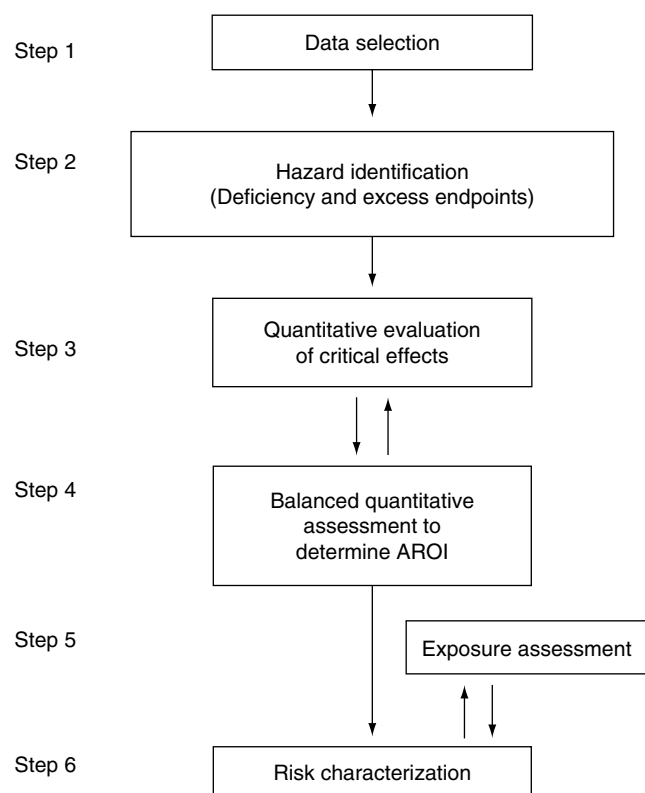 Step 1
Data selection
Step 2
Hazard identification
(Deficiency and excess endpoints)
Step 3
Quantitative evaluation
of critical effects
Step 4
Balanced quantitative
assessment to
determine AROI
Step 5
Exposure assessment
Step 6
Risk characterization